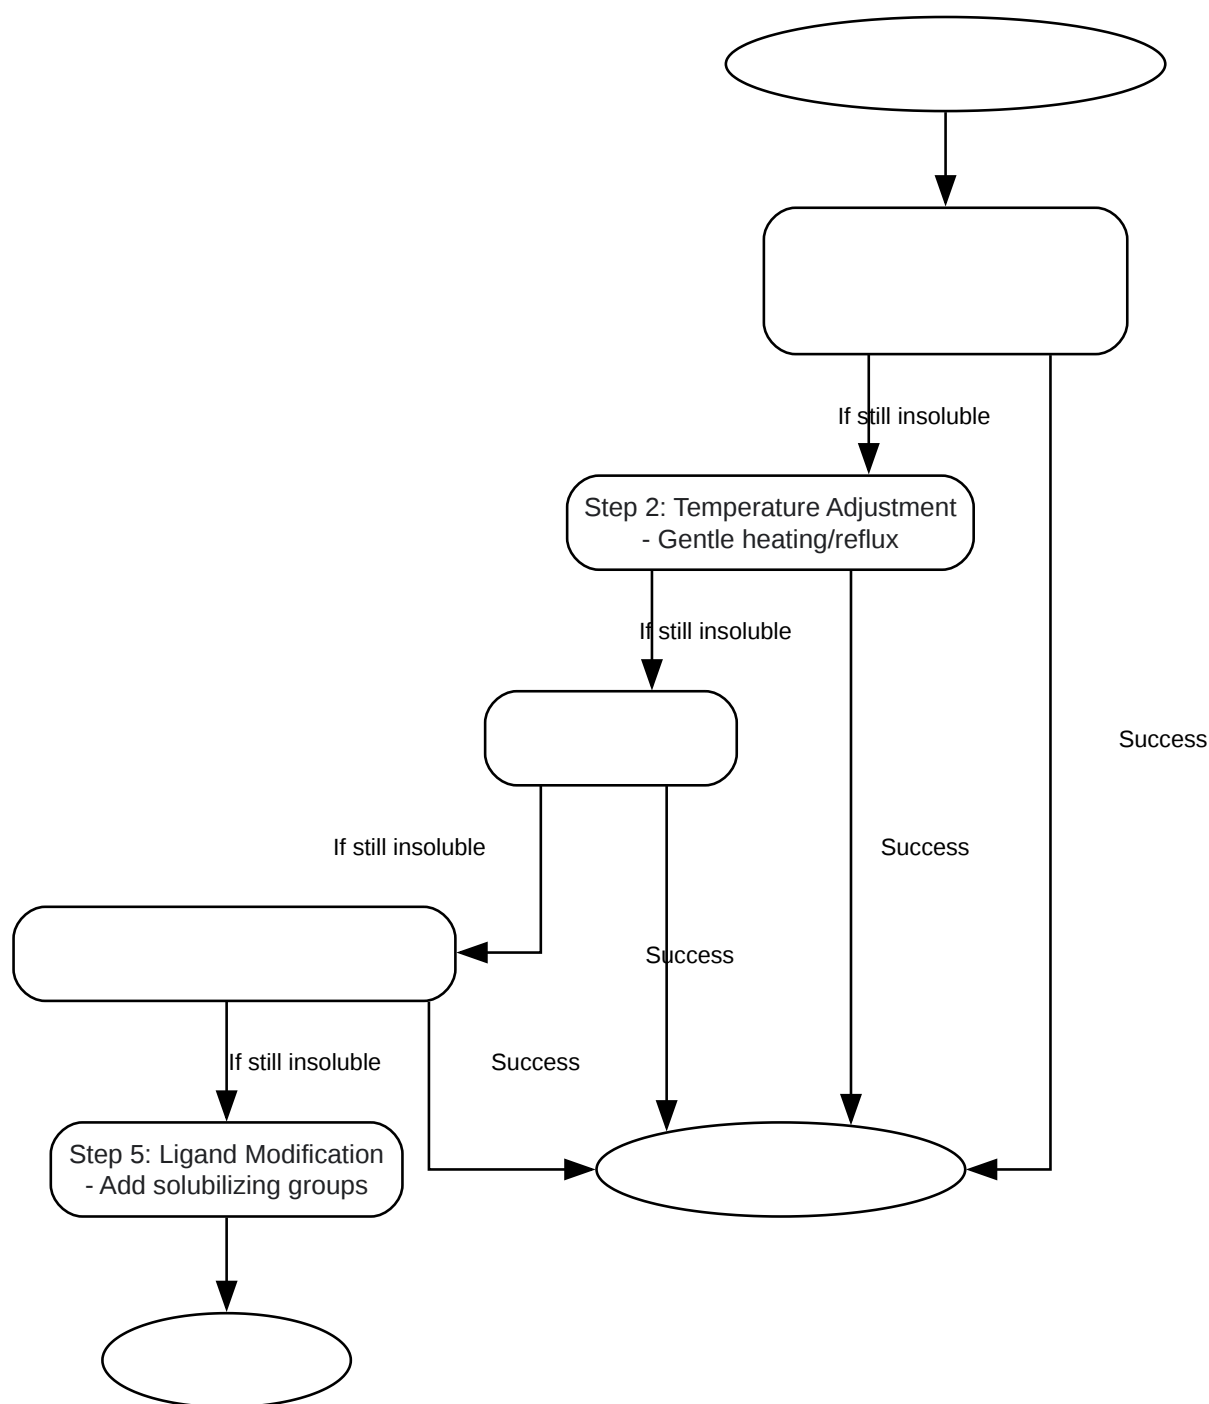 If still insoluble
Step 2: Temperature Adjustment
- Gentle heating/reflux
If still insoluble
Success
If still insoluble
Success
Success
If still insoluble
Success
Step 5: Ligand Modification
- Add solubilizing groups